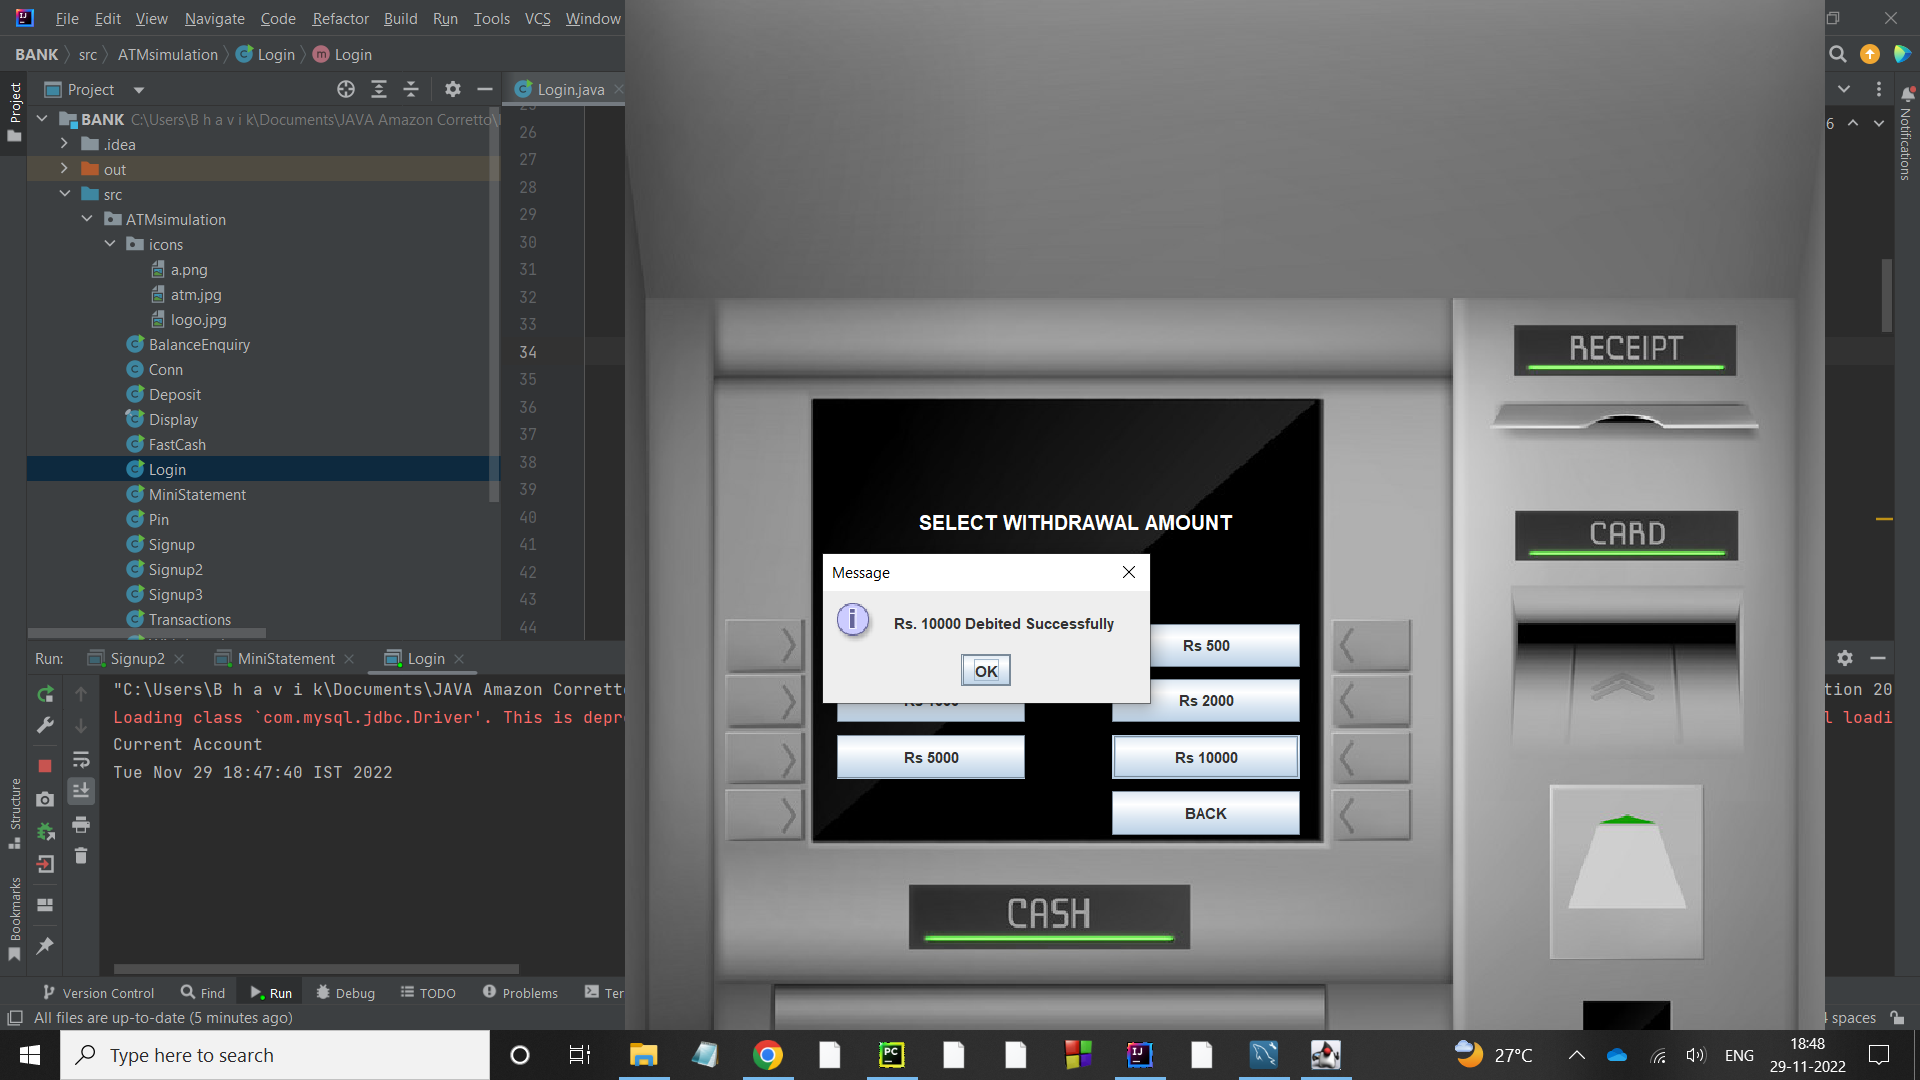 File Edit View Navigate Code Refactor Build Run Tools VCS Window
BANK src ATMsimulation Login Login
Project
Login.java
Project
BANK C:\Users\B h a v i k\Documents\JAVA Amazon Corretto\
.idea
out
src
ATMsimulation
icons
a.png
atm.jpg
logo.jpg
BalanceEnquiry
Conn
Deposit
Display
FastCash
Login
MiniStatement
Pin
Signup
Signup2
Signup3
Transactions
26
27
28
29
30
31
32
33
34
35
36
37
38
39
40
41
42
43
44
6
Notifications
RECEIPT
CARD
SELECT WITHDRAWAL AMOUNT
Message
Rs. 10000 Debited Successfully
OK
Rs 500
Rs 2000
Rs 5000
Rs 10000
BACK
CASH
Run: Signup2 MiniStatement Login
"C:\Users\B h a v i k\Documents\JAVA Amazon Corretto
tion 20
Loading class `com.mysql.jdbc.Driver'. This is depr
l loadi
Current Account
Tue Nov 29 18:47:40 IST 2022
Structure
Bookmarks
Version Control Find Run Debug TODO Problems Ter
All files are up-to-date (5 minutes ago)
spaces
Type here to search
PC
IJ
27°C
ENG
18:48
29-11-2022